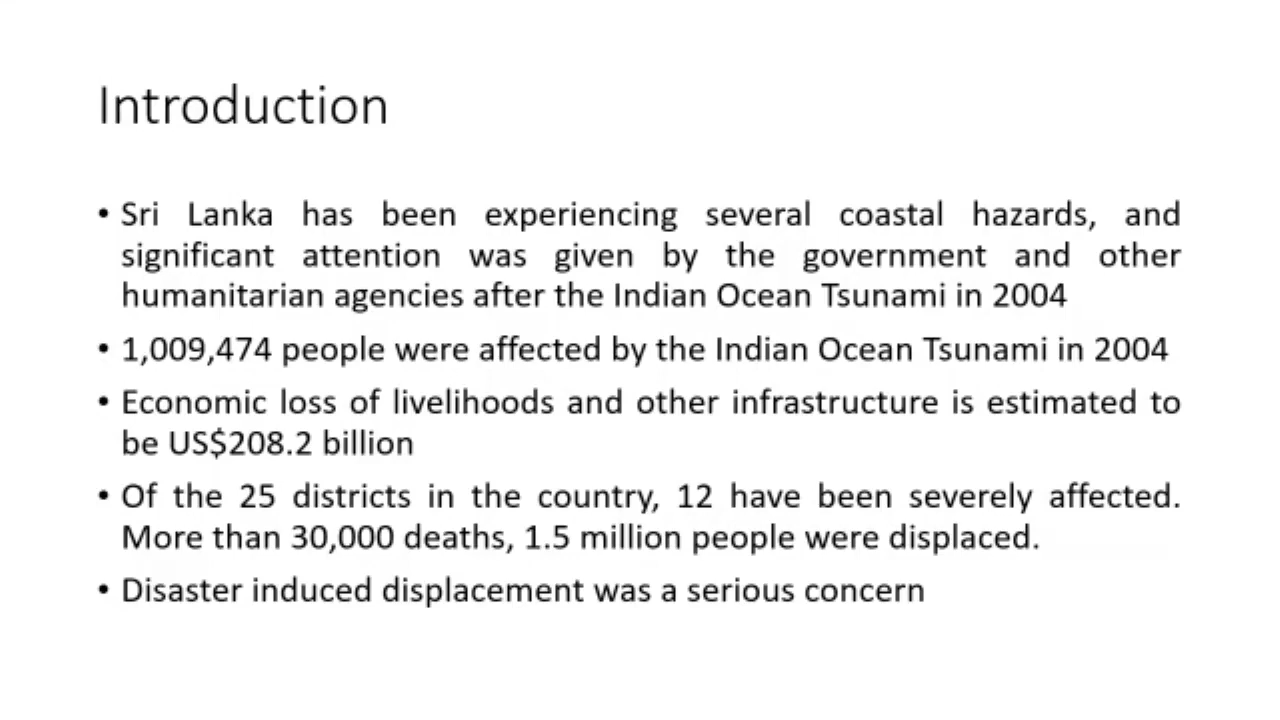 Introduction
• Sri Lanka has been experiencing several coastal hazards, and
significant attention was given by the government and other
humanitarian agencies after the Indian Ocean Tsunami in 2004
• 1,009,474 people were affected by the Indian Ocean Tsunami in 2004
• Economic loss of livelihoods and other infrastructure is estimated to
be US$208.2 billion
• Of the 25 districts in the country, 12 have been severely affected.
More than 30,000 deaths, 1.5 million people were displaced.
• Disaster induced displacement was a serious concern